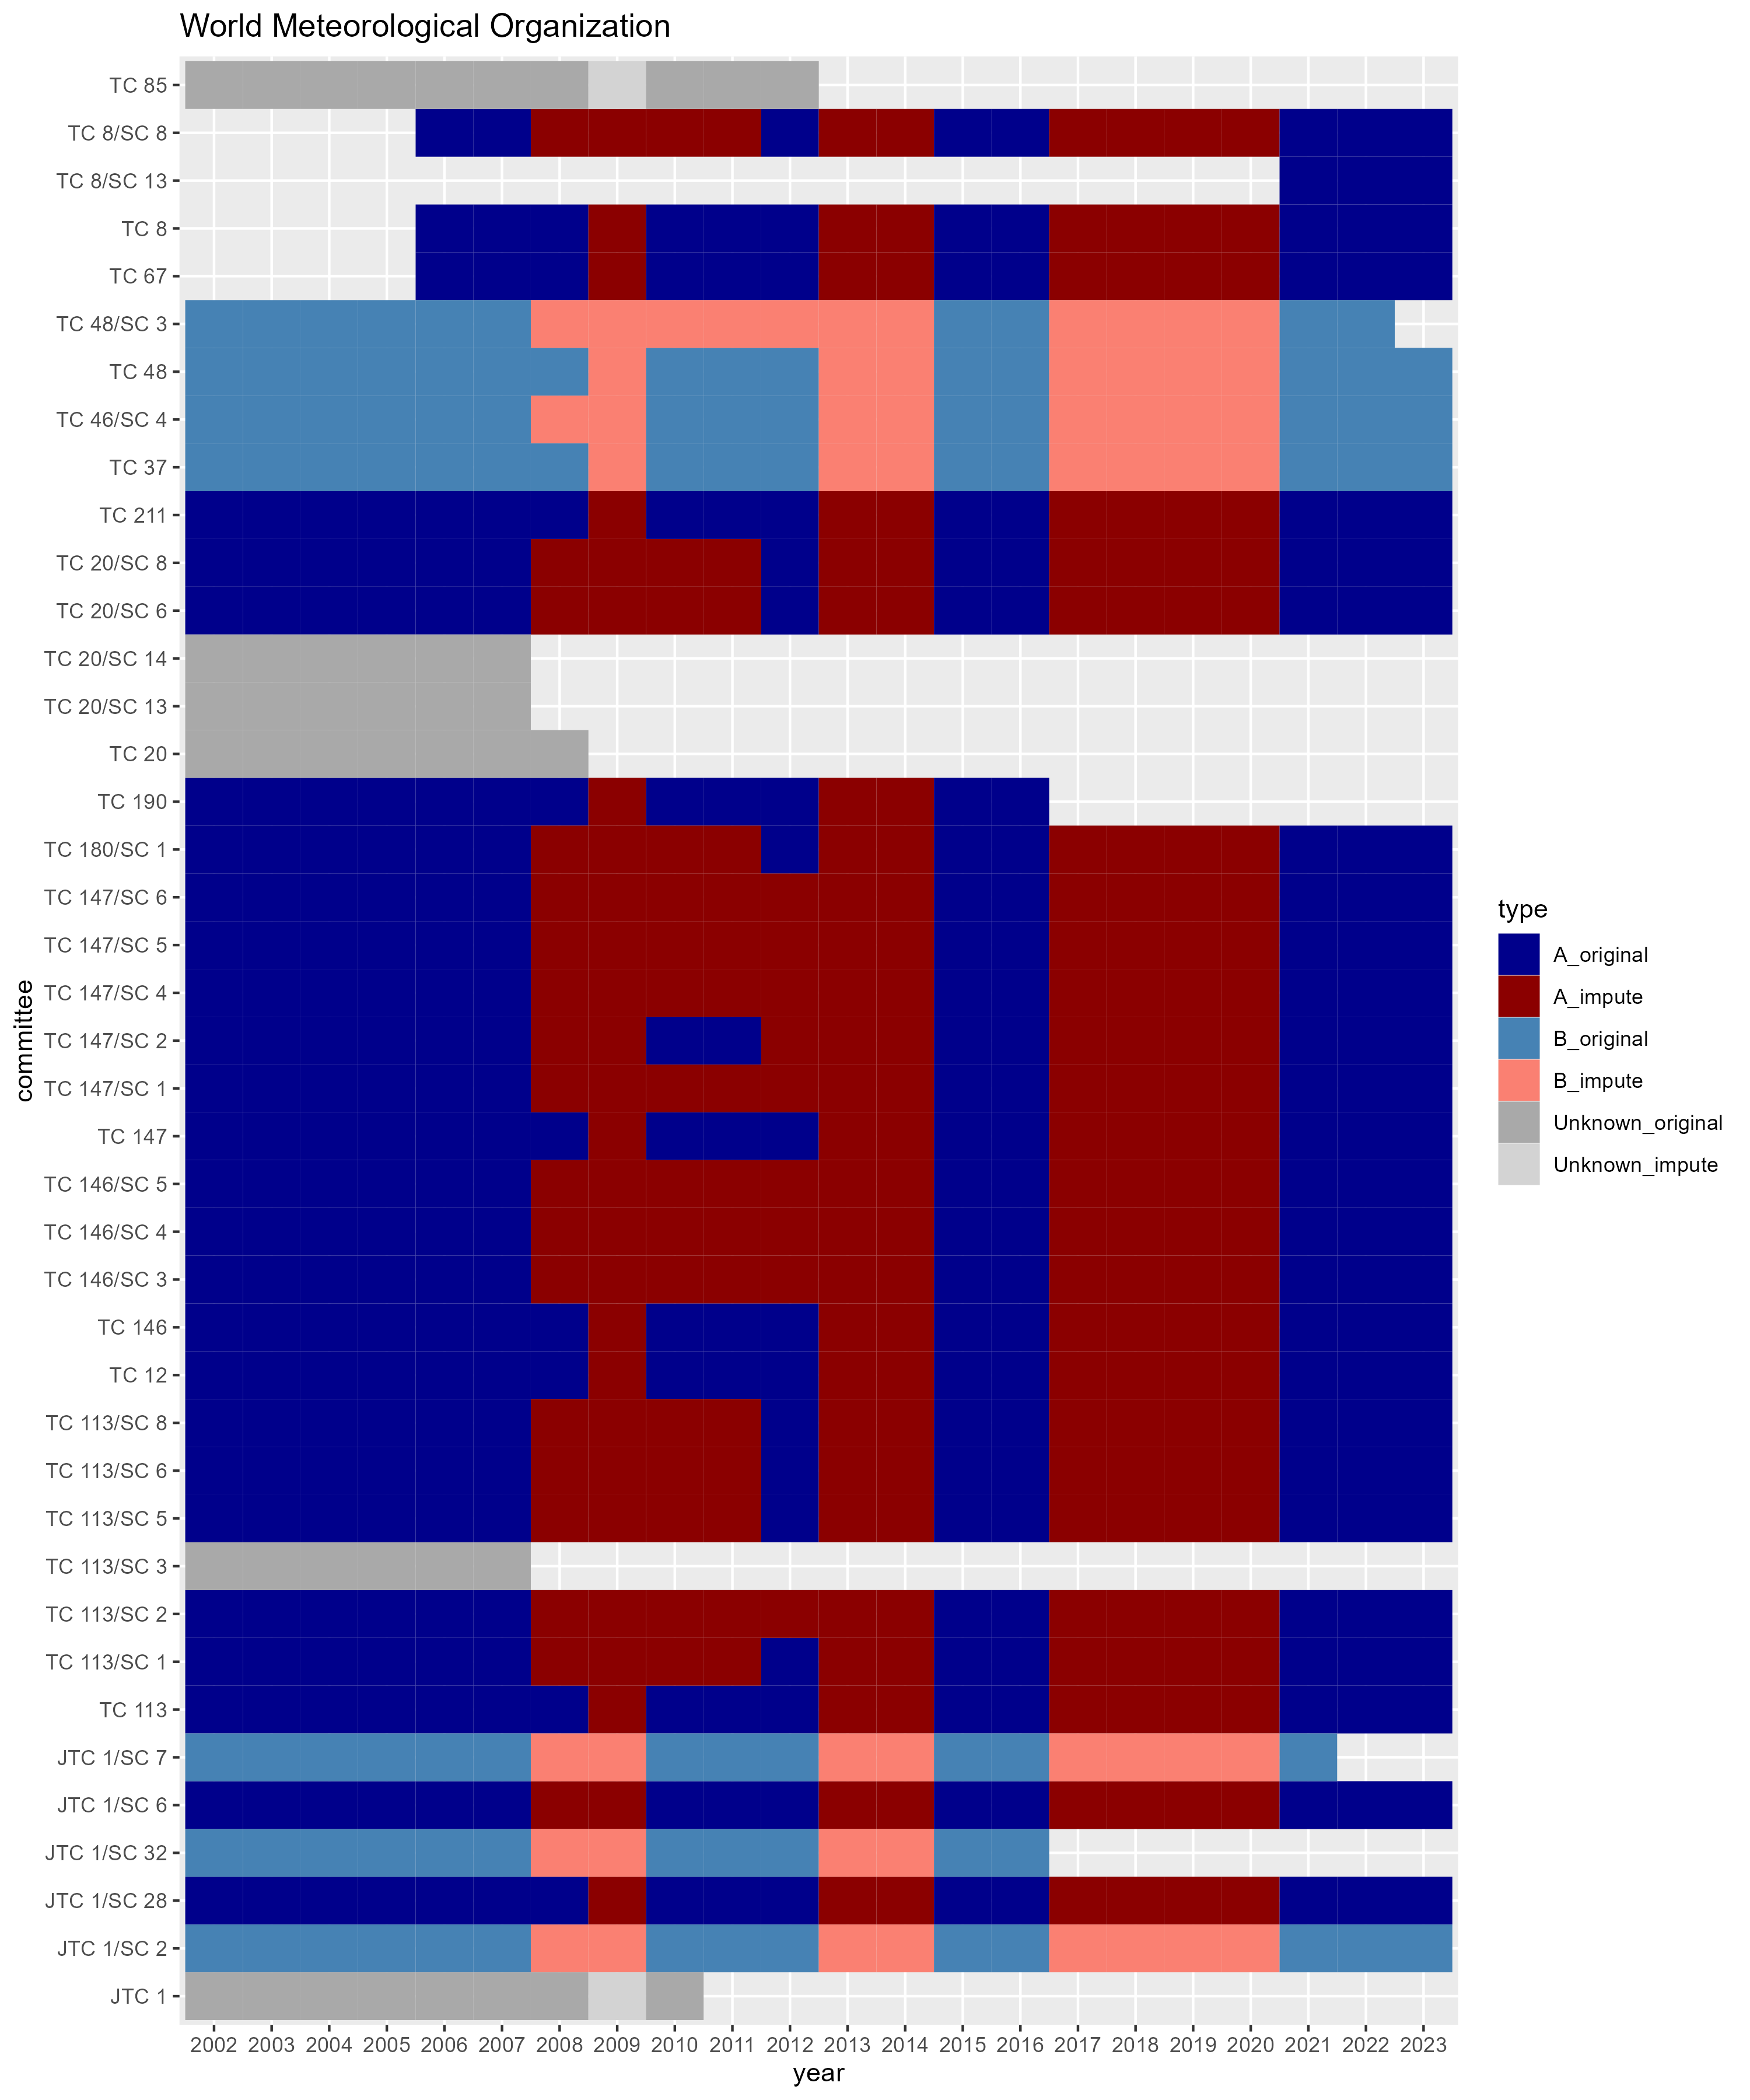 World Meteorological Organization
TC 85
TC 8/SC 8
TC 8/SC 13
TC 8
TC 67
TC 48/SC 3
TC 48
TC 46/SC 4
TC 37
TC 211
TC 20/SC 8
TC 20/SC 6
TC 20/SC 14
TC 20/SC 13
TC 20
TC 190
TC 180/SC 1
TC 147/SC 6
TC 147/SC 5
TC 147/SC 4
TC 147/SC 2
TC 147/SC 1
TC 147
TC 146/SC 5
TC 146/SC 4
TC 146/SC 3
TC 146
TC 12
TC 113/SC 8
TC 113/SC 6
TC 113/SC 5
TC 113/SC 3
TC 113/SC 2
TC 113/SC 1
TC 113
JTC 1/SC 7
JTC 1/SC 6
JTC 1/SC 32
JTC 1/SC 28
JTC 1/SC 2
JTC 1
committee
2002 2003 2004 2005 2006 2007 2008 2009 2010 2011 2012 2013 2014 2015 2016 2017 2018 2019 2020 2021 2022 2023
year
type
A_original
A_impute
B_original
B_impute
Unknown_original
Unknown_impute